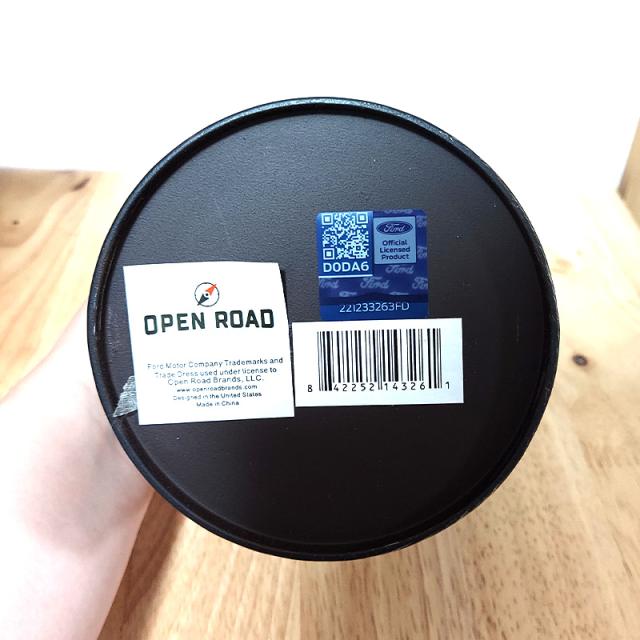 Ford
Official
Licensed
Product
DODA6
221233263FD
OPEN ROAD
Ford Motor Company Trademarks and
Trade Dress used under license to
Open Road Brands, LLC.
www.openroadbrands.com
Designed in the United States
Made in China
8 42252 14326 1